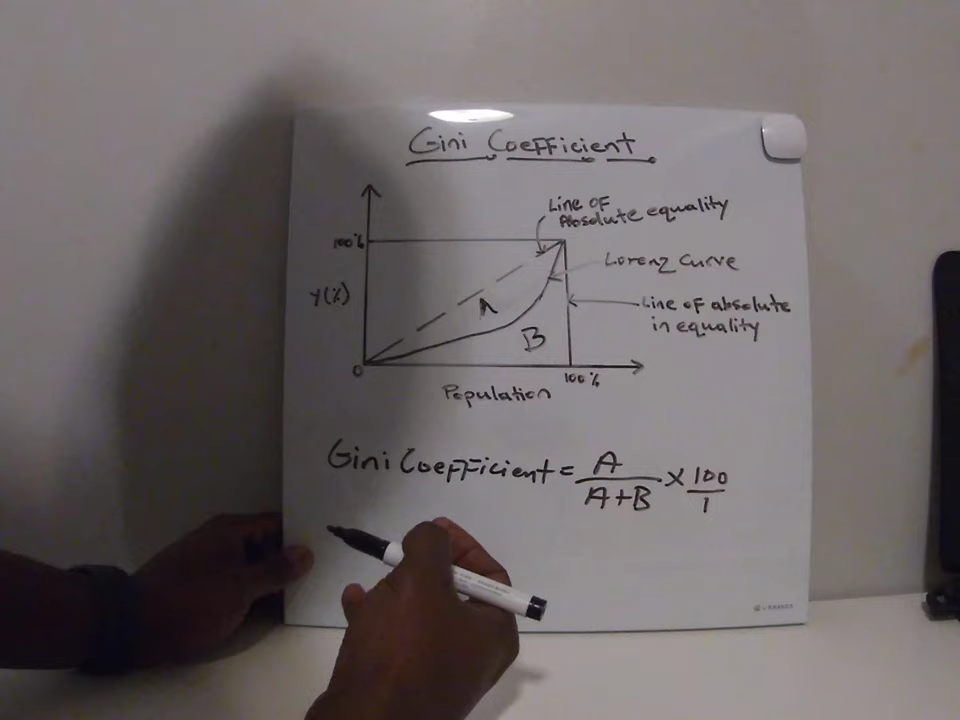 Gini Coefficient
Line of
Absolute equality
100%
Lorenz Curve
Y(%)
A
Line of absolute
in equality
B
0
100%
Population
Gini Coefficient = A / A+B × 100 / 1